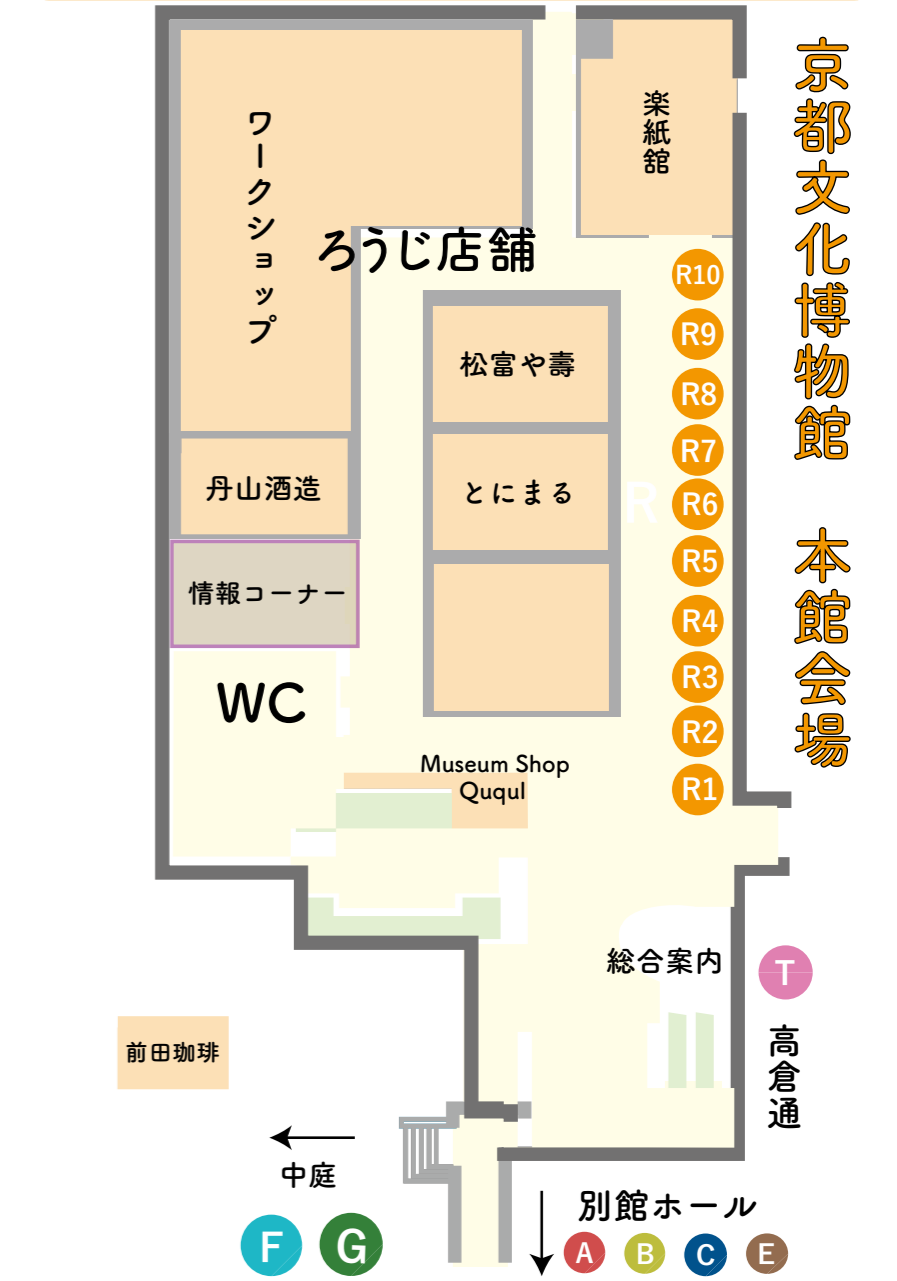 京都文化博物館 本館会場
楽紙館
ワークショップ
ろうじ店舗
R10
R9
松富や壽
R8
R7
丹山酒造
とにまる
R
R6
R5
情報コーナー
R4
R3
WC
R2
Museum Shop
Ququl
R1
総合案内
T
高倉通
前田珈琲
中庭
F
G
別館ホール
A
B
C
E